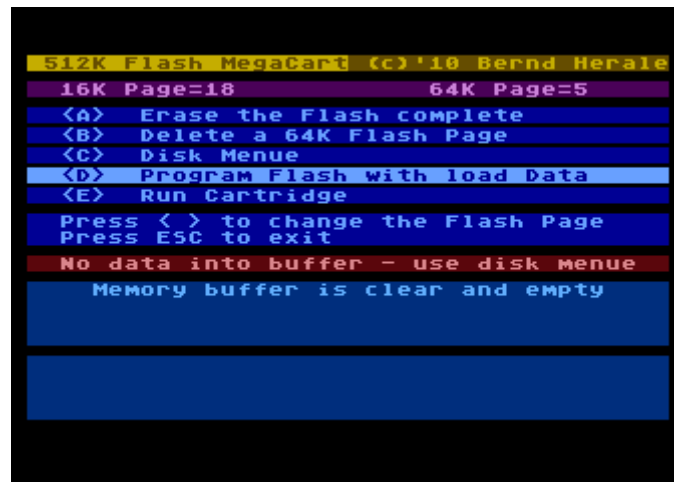 512K Flash MegaCart (c)'10 Bernd Herale
16K Page=18 64K Page=5
<A> Erase the Flash complete
<B> Delete a 64K Flash Page
<C> Disk Menue
<D> Program Flash with load Data
<E> Run Cartridge
Press < > to change the Flash Page
Press ESC to exit
No data into buffer - use disk menue
Memory buffer is clear and empty